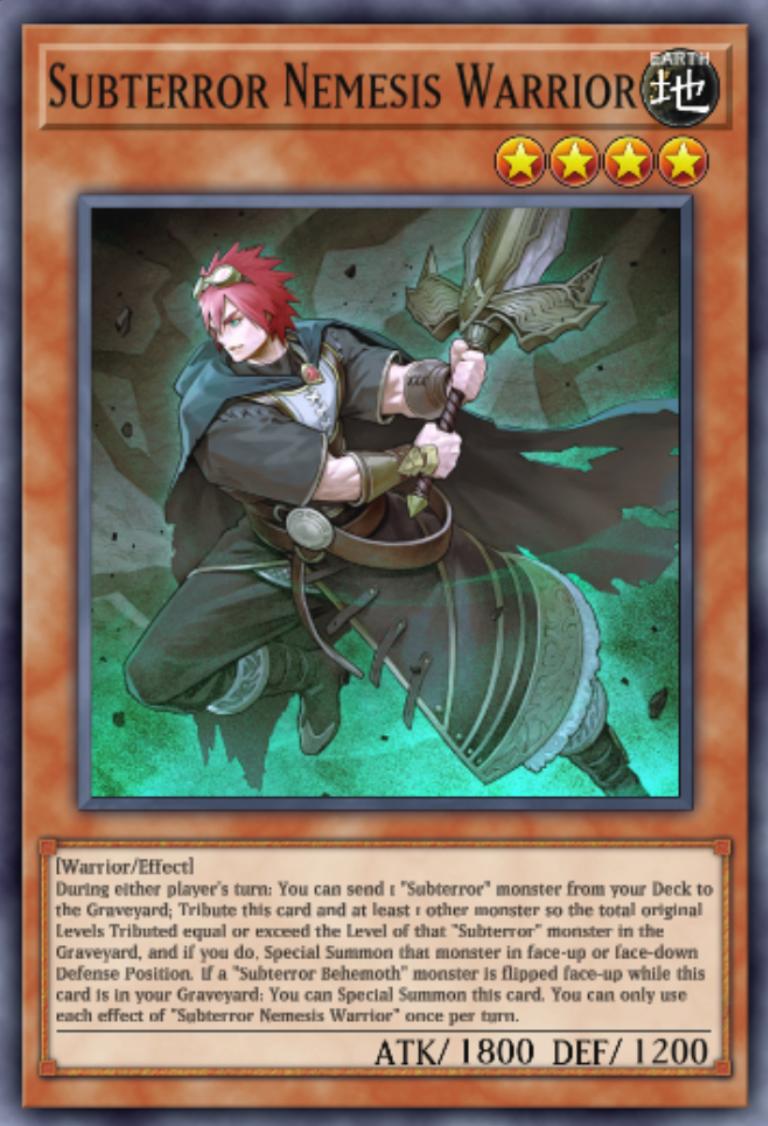 SUBTERROR NEMESIS WARRIOR
EARTH
地
[Warrior/Effect]
During either player's turn: You can send 1 "Subterror" monster from your Deck to
the Graveyard; Tribute this card and at least 1 other monster so the total original
Levels Tributed equal or exceed the Level of that "Subterror" monster in the
Graveyard, and if you do, Special Summon that monster in face-up or face-down
Defense Position. If a "Subterror Behemoth" monster is flipped face-up while this
card is in your Graveyard: You can Special Summon this card. You can only use
each effect of "Subterror Nemesis Warrior" once per turn.
ATK/ 1800 DEF/ 1200